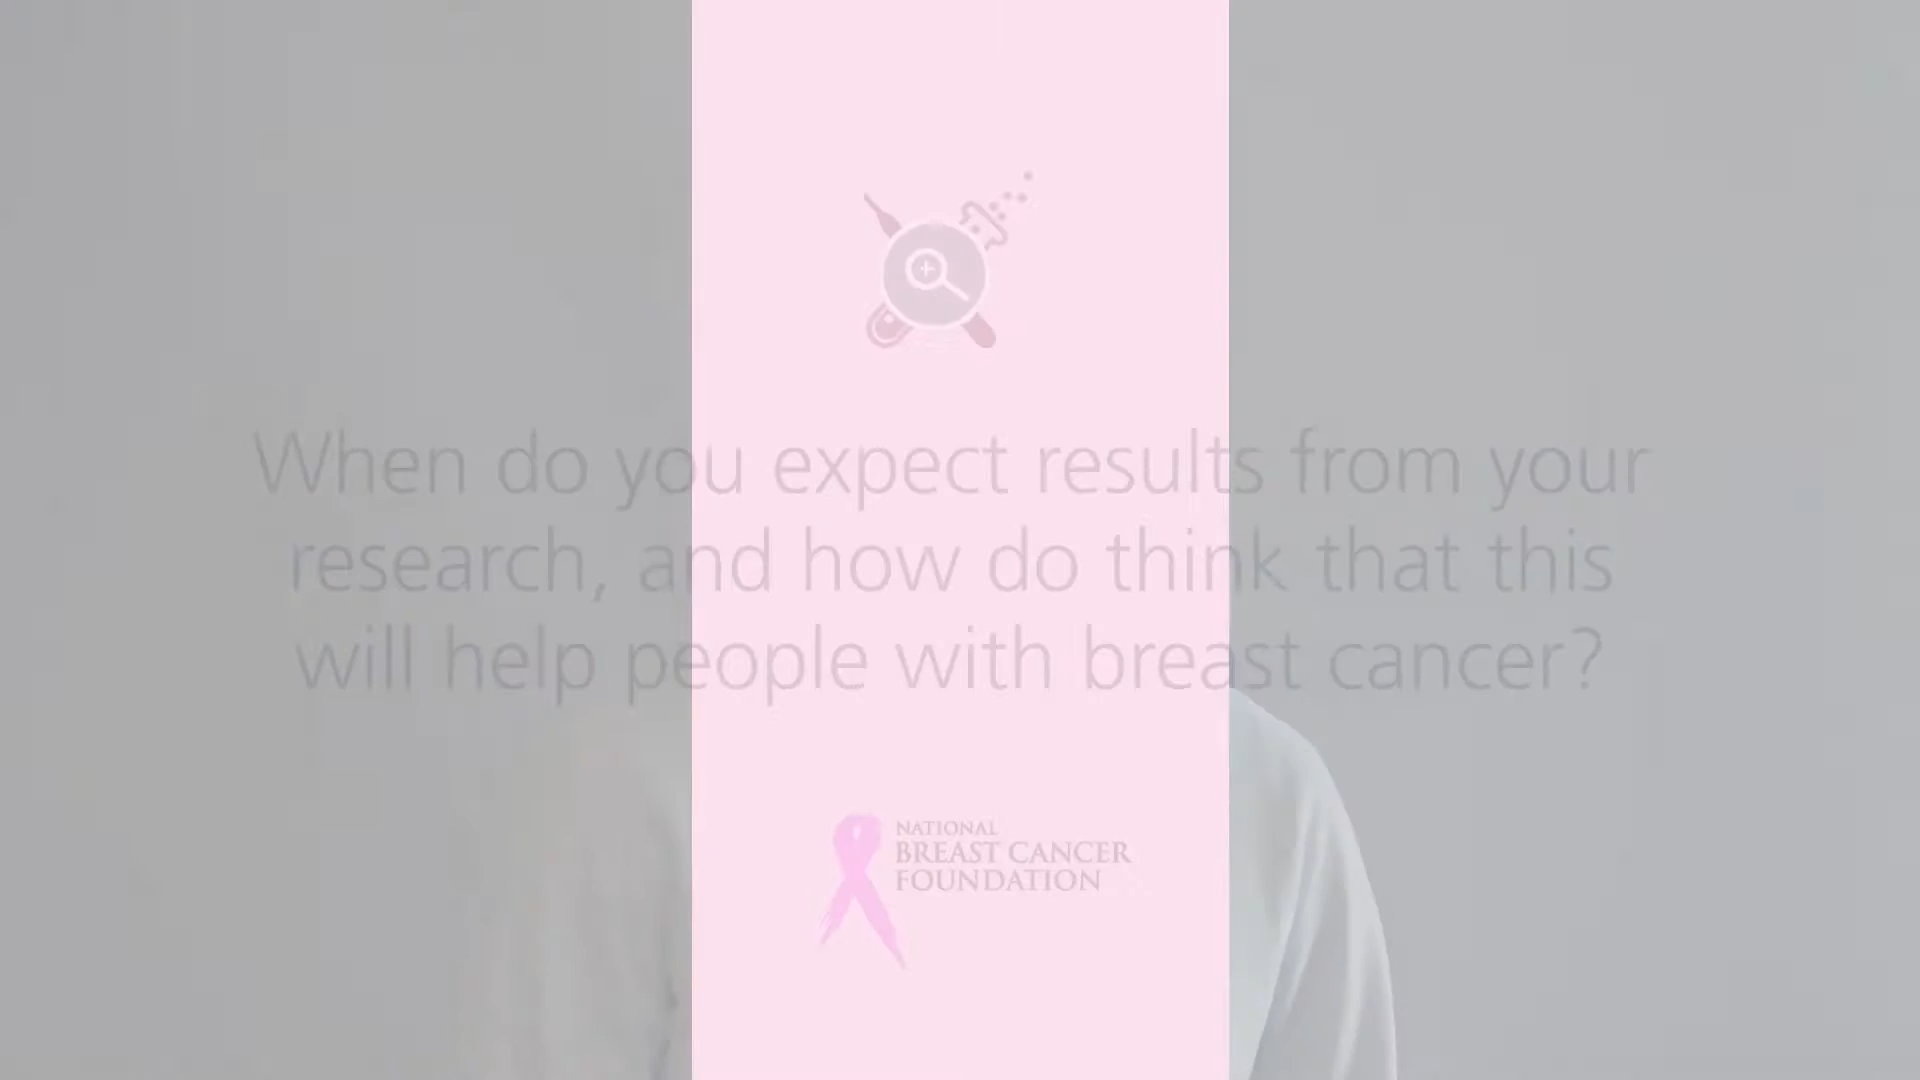 When do you expect results from your
research, and how do think that this
will help people with breast cancer?
NATIONAL
BREAST CANCER
FOUNDATION